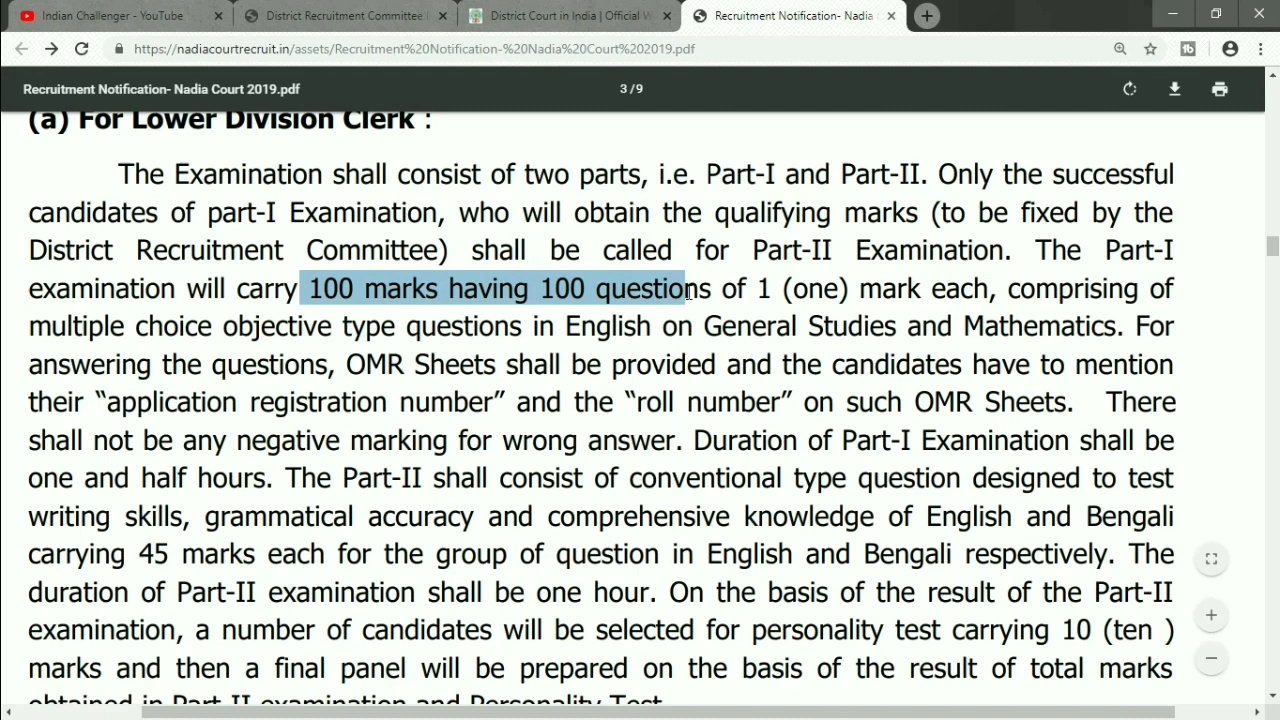 Indian Challenger - YouTube
District Recruitment Committee
District Court in India | Official W
Recruitment Notification- Nadia
https://nadiacourtrecruit.in/assets/Recruitment%20Notification-%20Nadia%20Court%202019.pdf
Recruitment Notification- Nadia Court 2019.pdf
3 / 9
(a) For Lower Division Clerk :
The Examination shall consist of two parts, i.e. Part-I and Part-II. Only the successful
candidates of part-I Examination, who will obtain the qualifying marks (to be fixed by the
District Recruitment Committee) shall be called for Part-II Examination. The Part-I
examination will carry 100 marks having 100 questions of 1 (one) mark each, comprising of
multiple choice objective type questions in English on General Studies and Mathematics. For
answering the questions, OMR Sheets shall be provided and the candidates have to mention
their “application registration number” and the “roll number” on such OMR Sheets. There
shall not be any negative marking for wrong answer. Duration of Part-I Examination shall be
one and half hours. The Part-II shall consist of conventional type question designed to test
writing skills, grammatical accuracy and comprehensive knowledge of English and Bengali
carrying 45 marks each for the group of question in English and Bengali respectively. The
duration of Part-II examination shall be one hour. On the basis of the result of the Part-II
examination, a number of candidates will be selected for personality test carrying 10 (ten )
marks and then a final panel will be prepared on the basis of the result of total marks
obtained in Part-II examination and Personality Test.